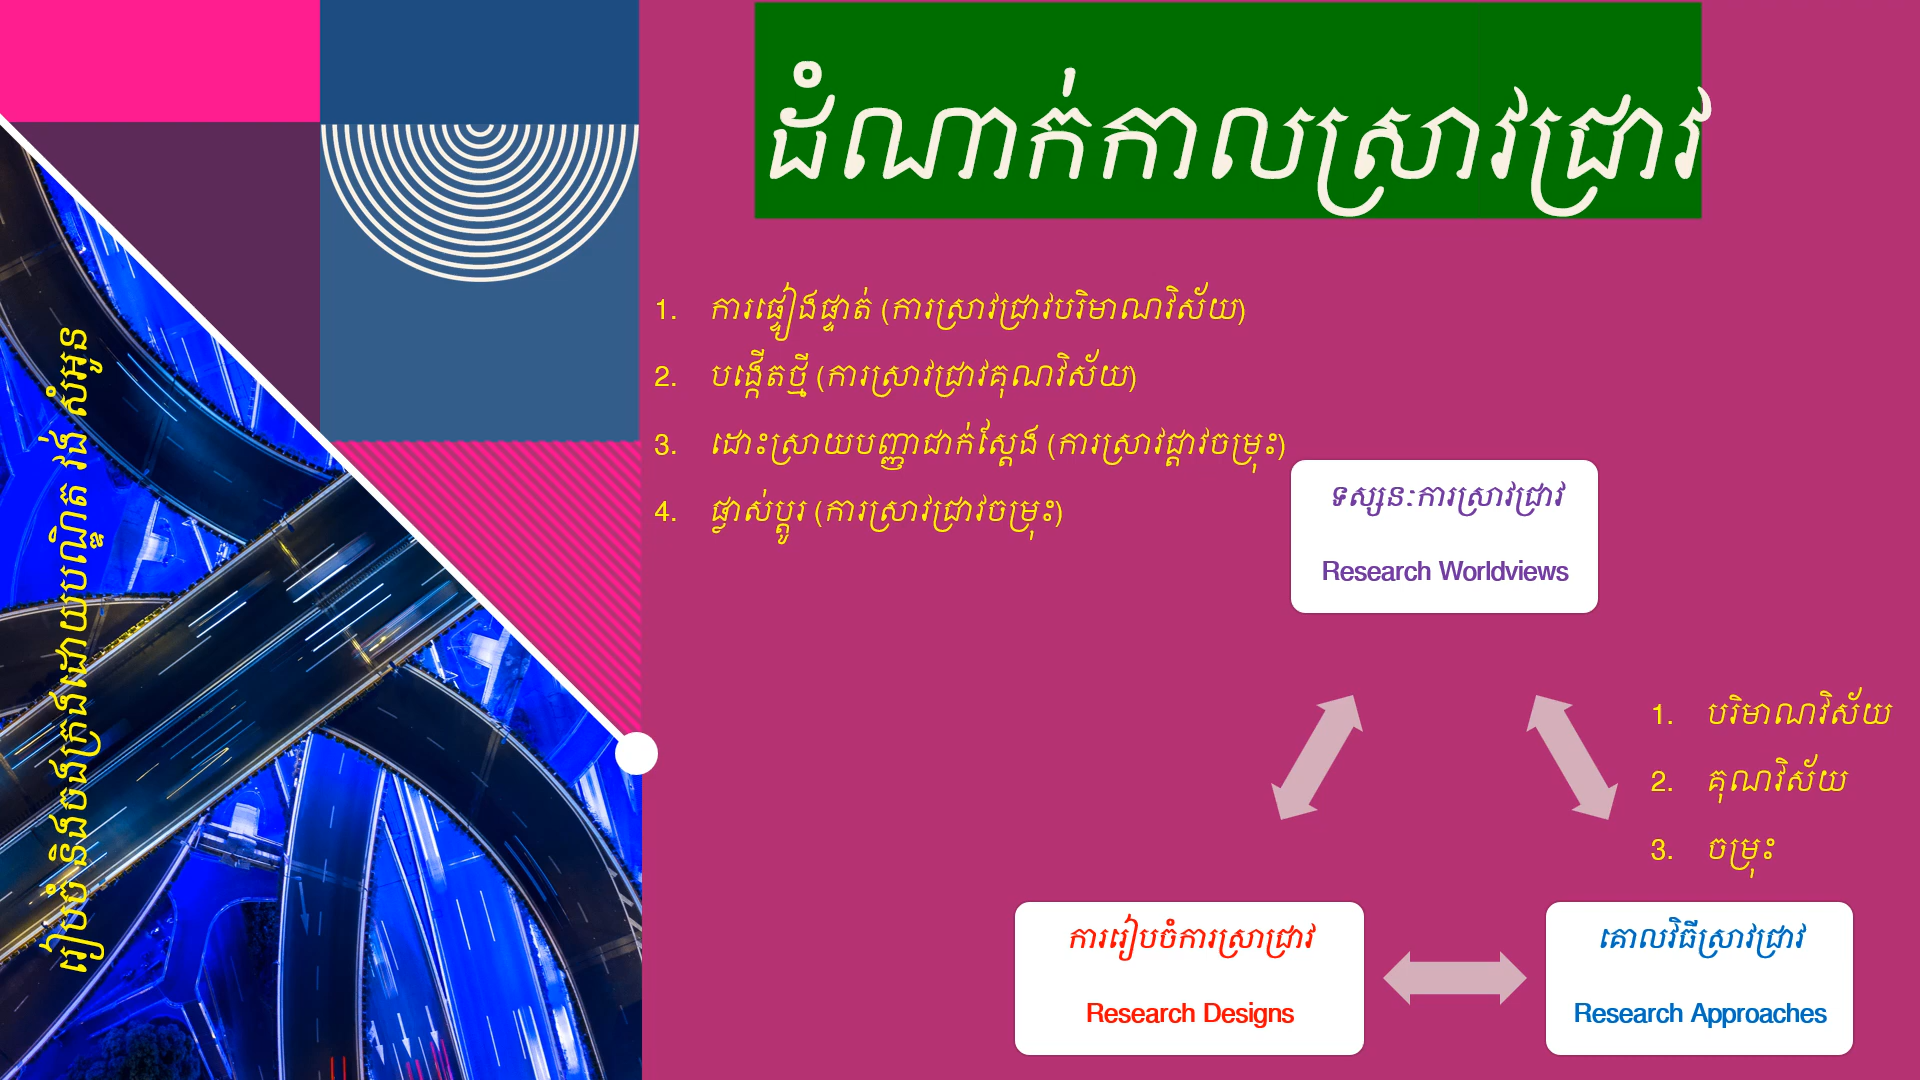 ដំណាក់កាលស្រាវជ្រាវ
1. ការផ្ទៀងផ្ទាត់ (ការស្រាវជ្រាវបរិមាណវិស័យ)
2. បង្កើតថ្មី (ការស្រាវជ្រាវគុណវិស័យ)
3. ដោះស្រាយបញ្ហាជាក់ស្តែង (ការស្រាវជ្តាវចម្រុះ)
4. ផ្លាស់ប្តូរ (ការស្រាវជ្រាវចម្រុះ)
ទស្សនៈការស្រាវជ្រាវ
Research Worldviews
1. បរិមាណវិស័យ
2. គុណវិស័យ
3. ចម្រុះ
ការរៀបចំការស្រាជ្រាវ
Research Designs
គោលវិធីស្រាវជ្រាវ
Research Approaches
រៀបចំ និងចងក្រងដោយបណ្ឌិត វង់ សំអូន